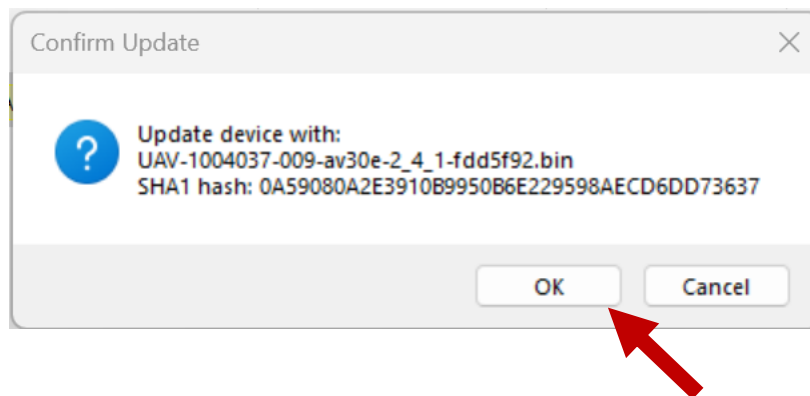 Confirm Update
Update device with:
UAV-1004037-009-av30e-2_4_1-fdd5f92.bin
SHA1 hash: 0A59080A2E3910B9950B6E229598AECD6DD73637
OK
Cancel